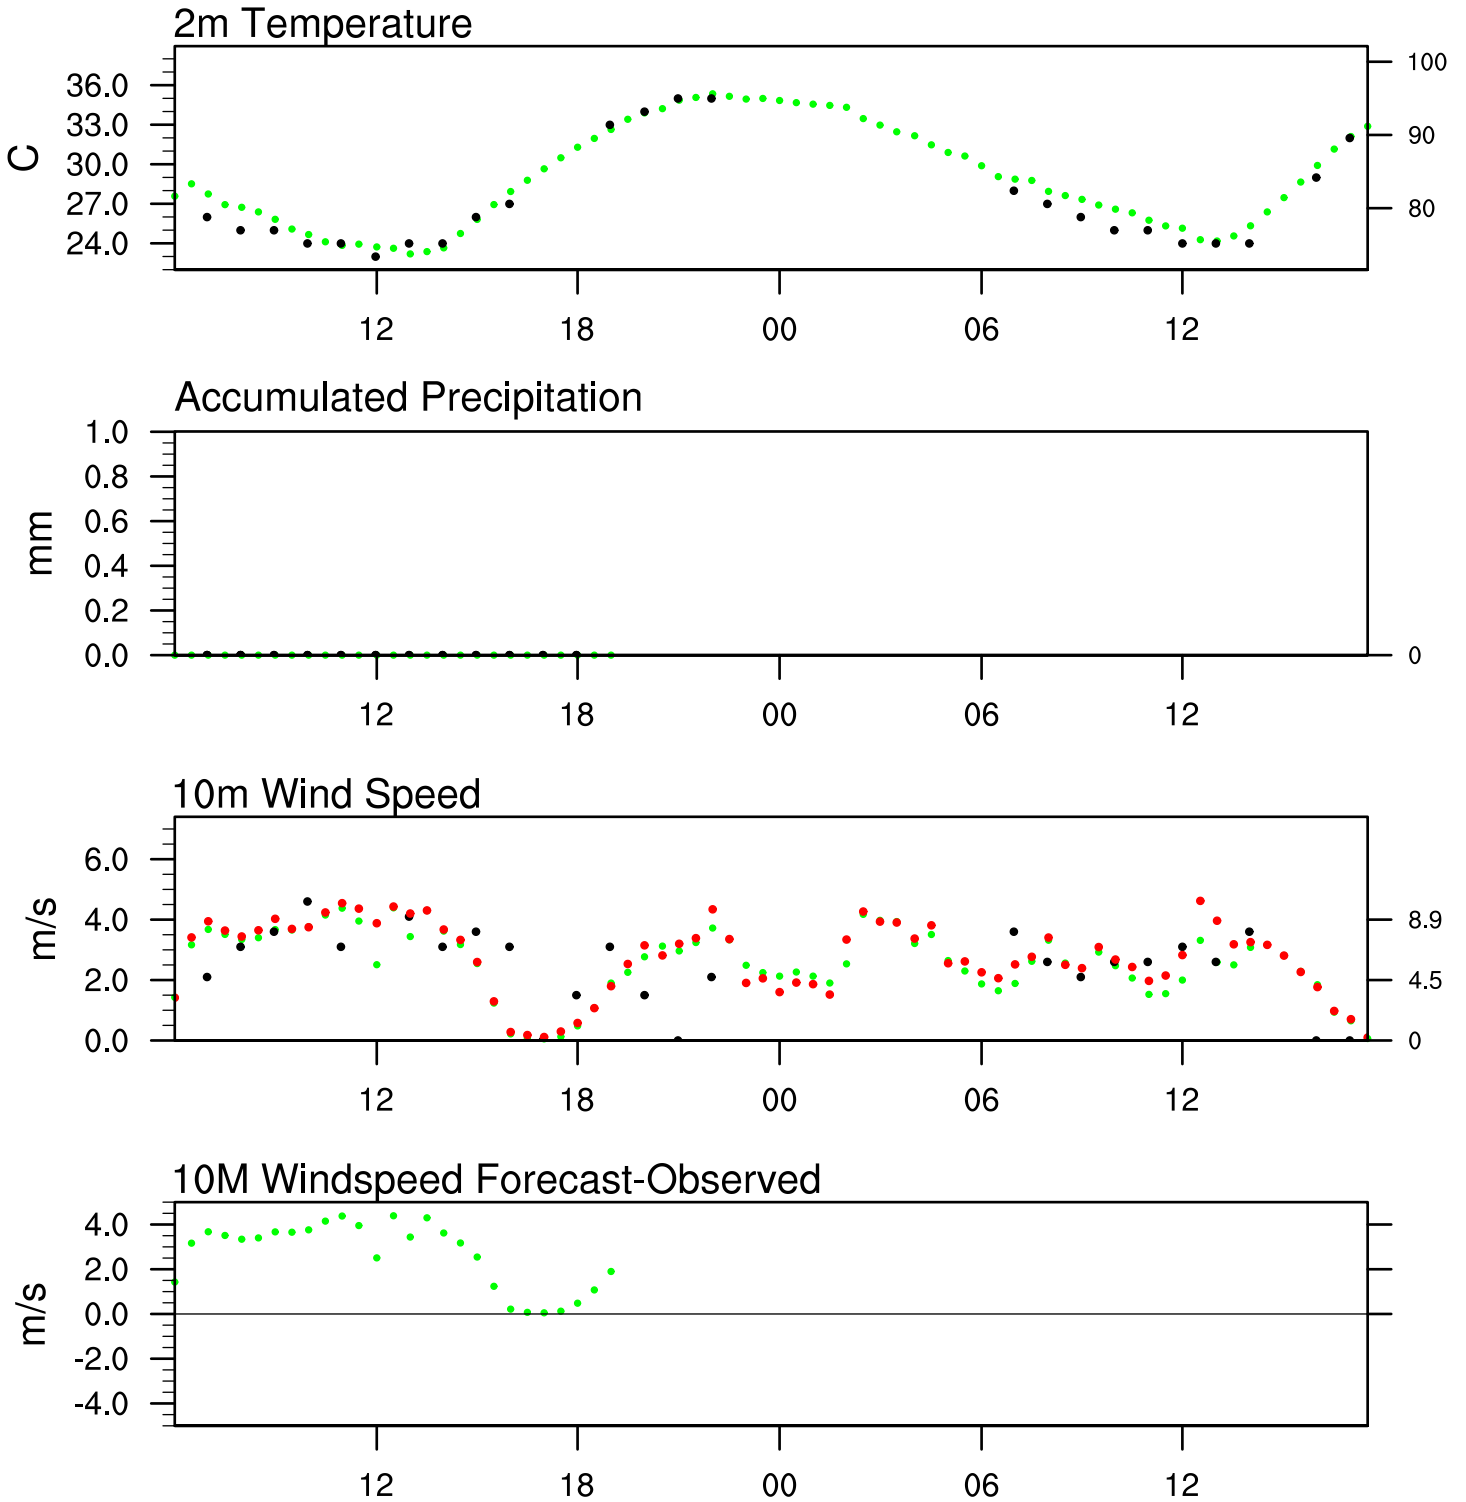 2m Temperature
36.0
33.0
30.0
27.0
24.0
C
100
90
80
12 18 00 06 12
Accumulated Precipitation
1.0
0.8
0.6
0.4
0.2
0.0
mm
0
12 18 00 06 12
10m Wind Speed
6.0
4.0
2.0
0.0
m/s
8.9
4.5
0
12 18 00 06 12
10M Windspeed Forecast-Observed
4.0
2.0
0.0
-2.0
-4.0
m/s
12 18 00 06 12